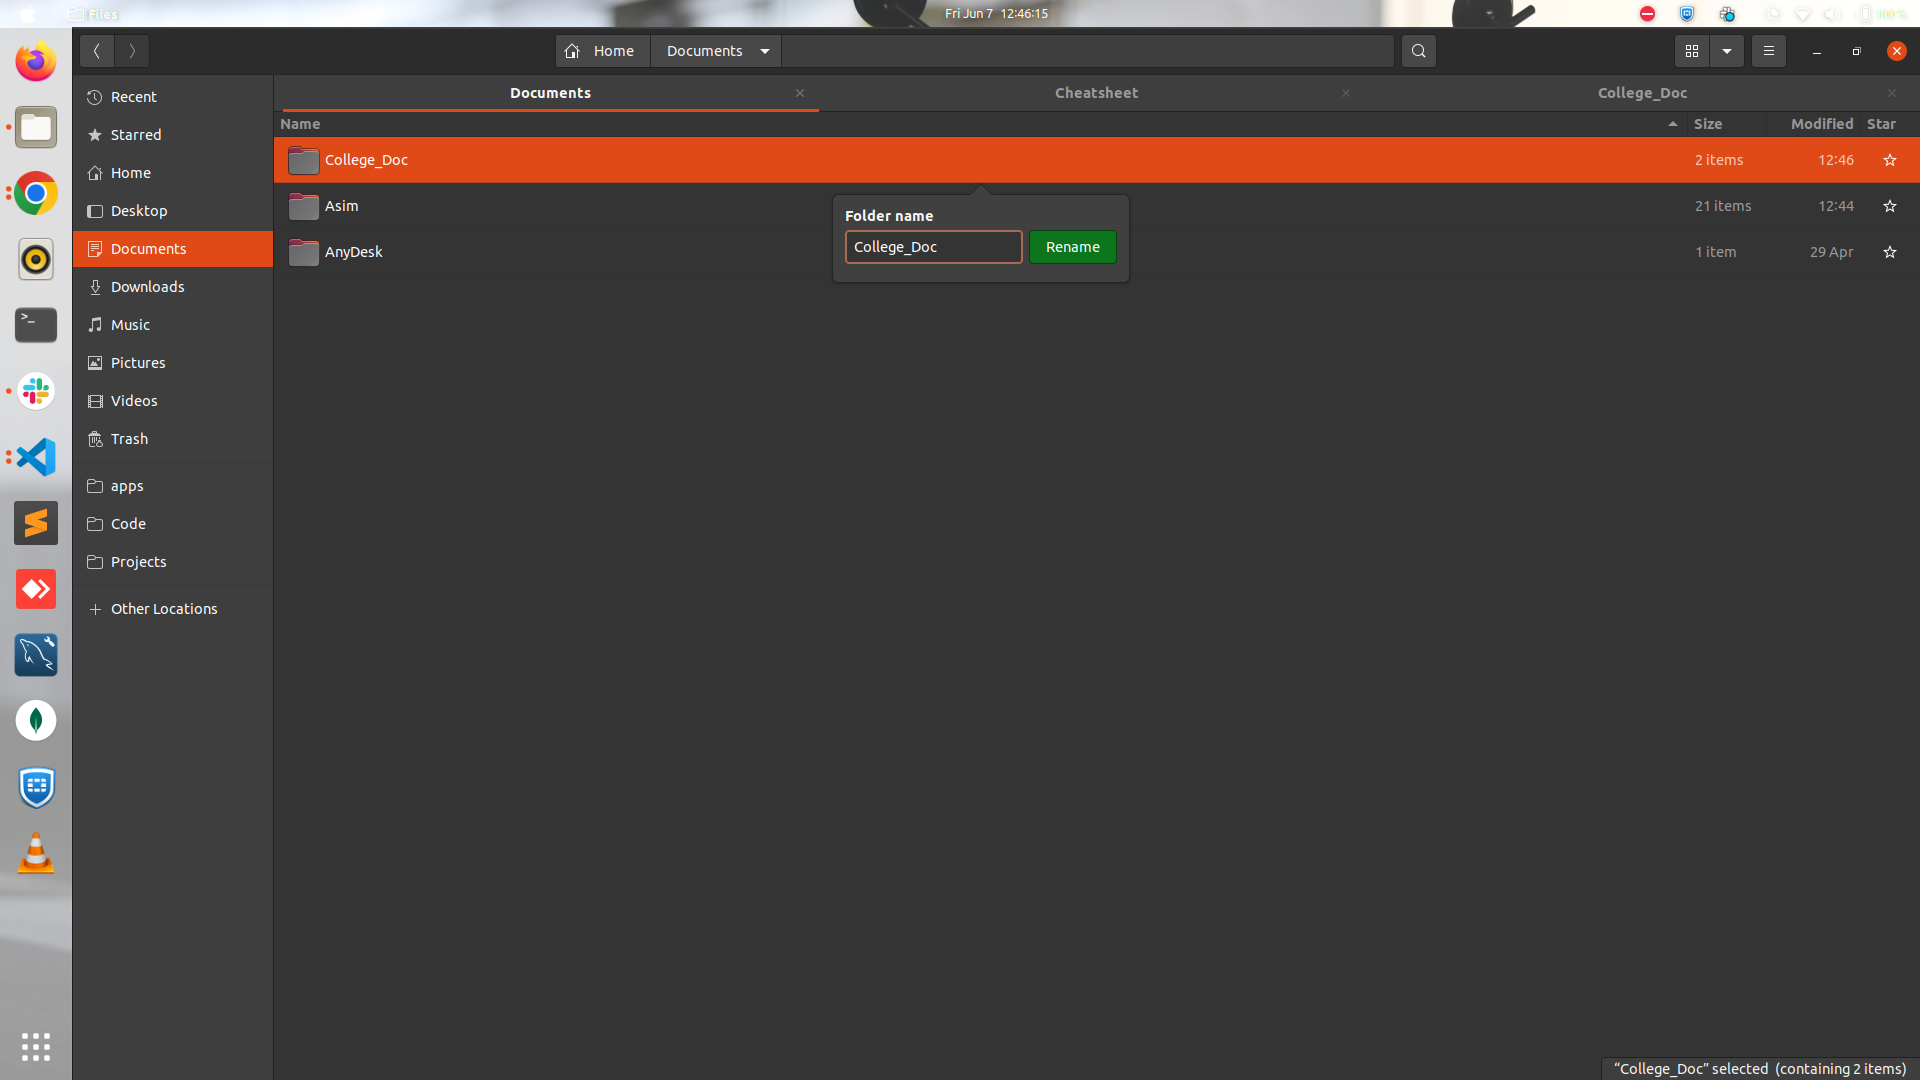 Files
Fri Jun 7 12:46:15
100 %
Home
Documents
Recent
Starred
Home
Desktop
Documents
Downloads
Music
Pictures
Videos
Trash
apps
Code
Projects
Other Locations
Documents
Cheatsheet
College_Doc
Name Size Modified Star
College_Doc 2 items 12:46
Asim 21 items 12:44
AnyDesk 1 item 29 Apr
Folder name
College_Doc Rename
>_
“College_Doc” selected (containing 2 items)